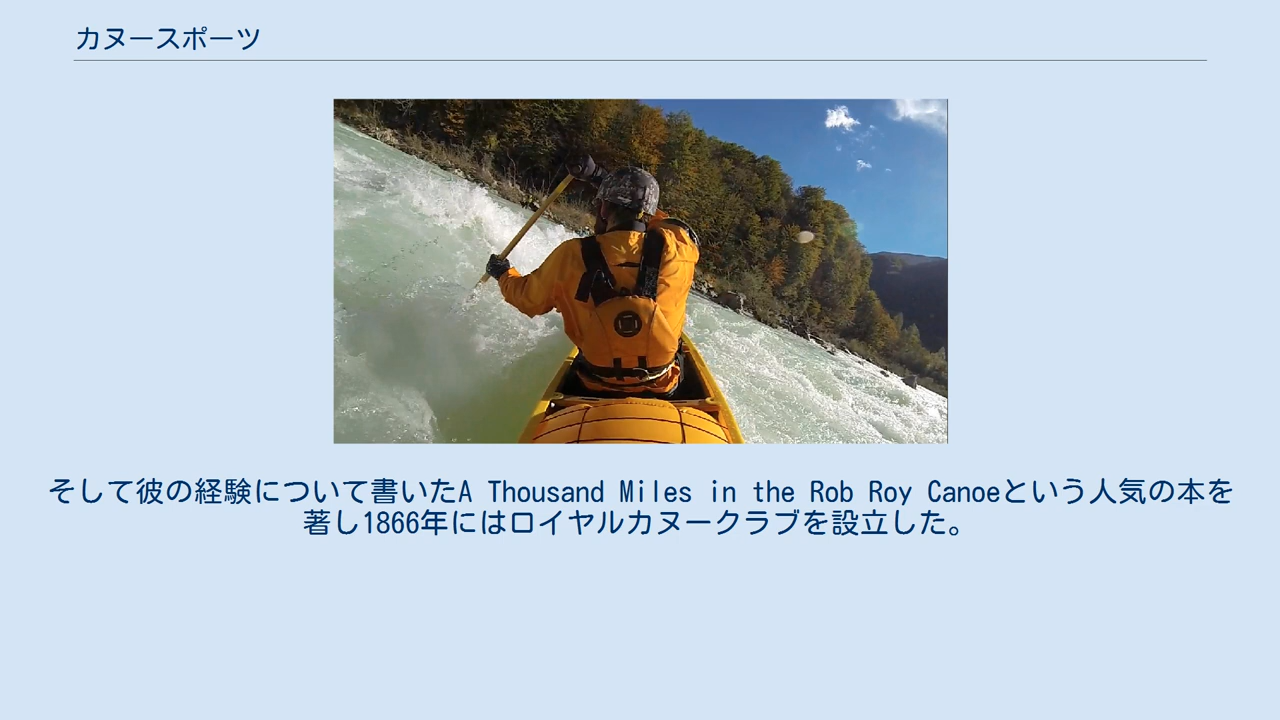 カヌースポーツ
そして彼の経験について書いたA Thousand Miles in the Rob Roy Canoeという人気の本を
著し1866年にはロイヤルカヌークラブを設立した。